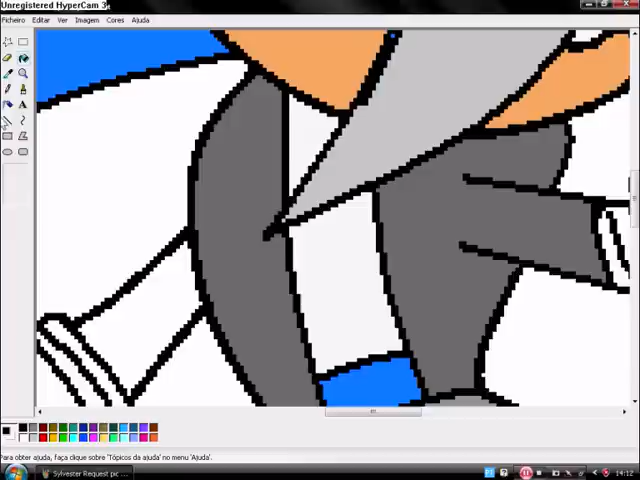 Unregistered HyperCam 3
Ficheiro Editar Ver Imagem Cores Ajuda
Para obter ajuda, faça clique sobre 'Tópicos da ajuda' no menu 'Ajuda'.
Sylvester Request pic ...
14:12